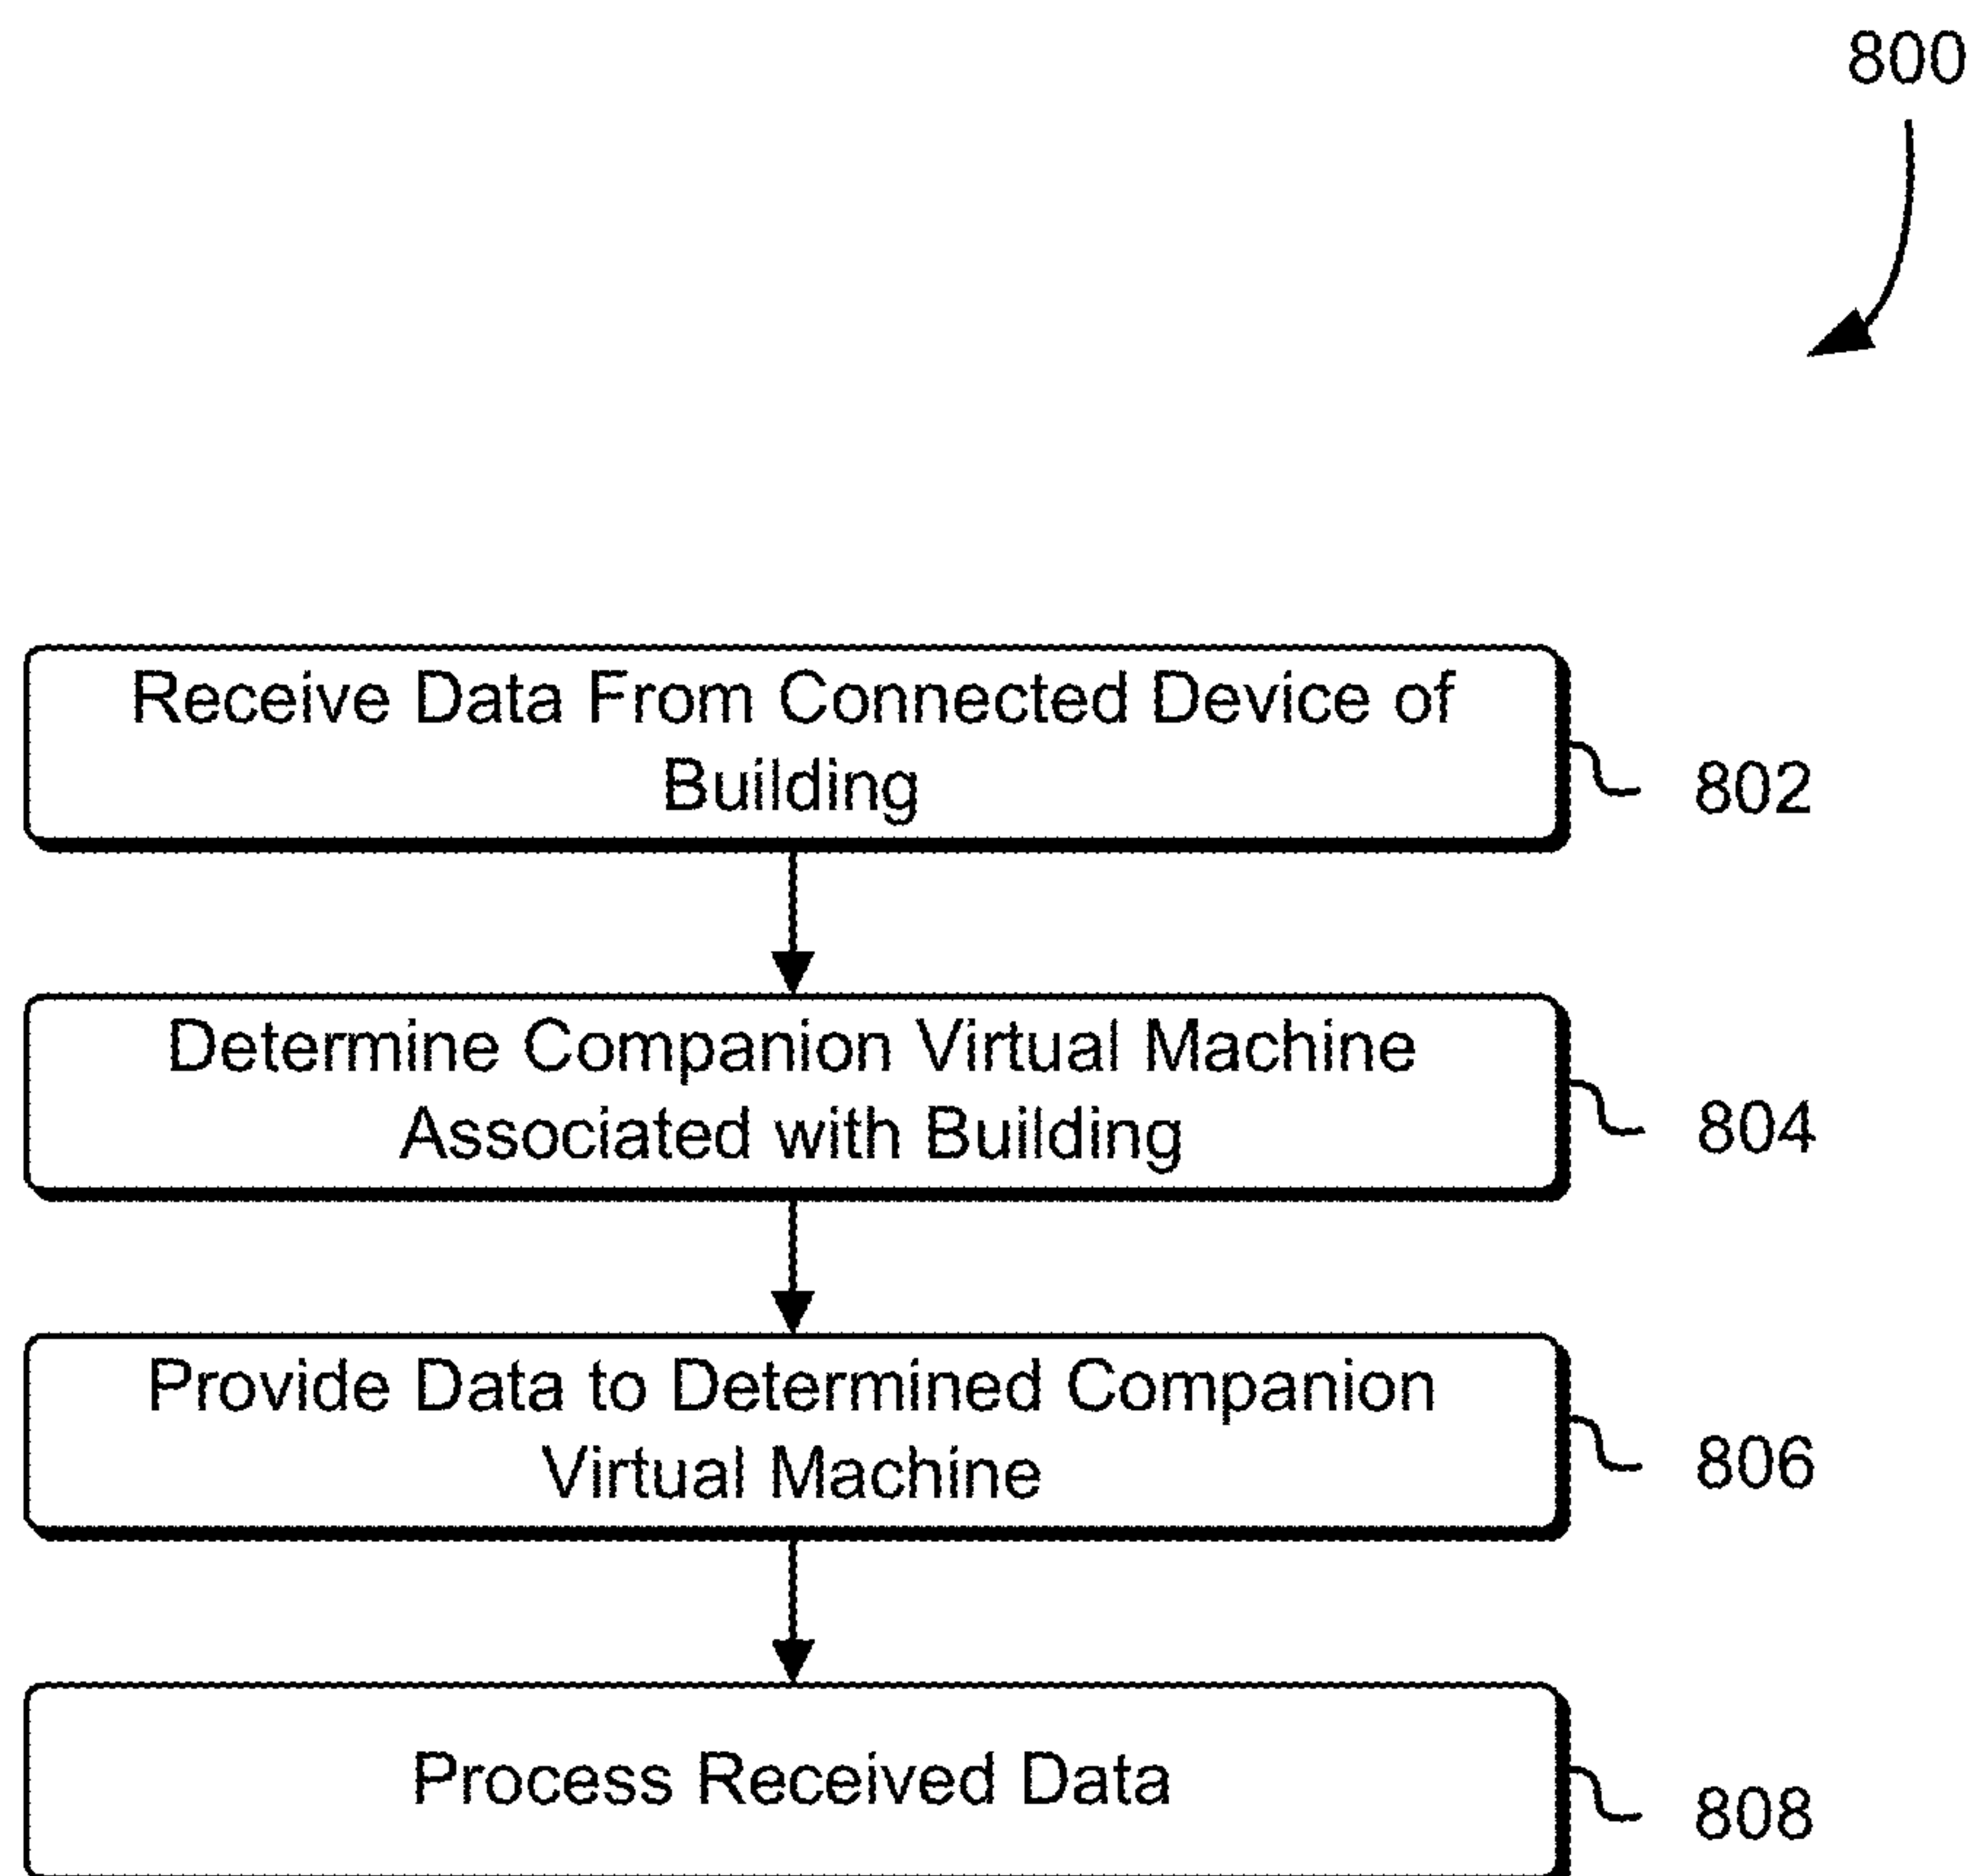 800
Receive Data From Connected Device of
Building
802
Determine Companion Virtual Machine
Associated with Building
804
Provide Data to Determined Companion
Virtual Machine
806
Process Received Data
808